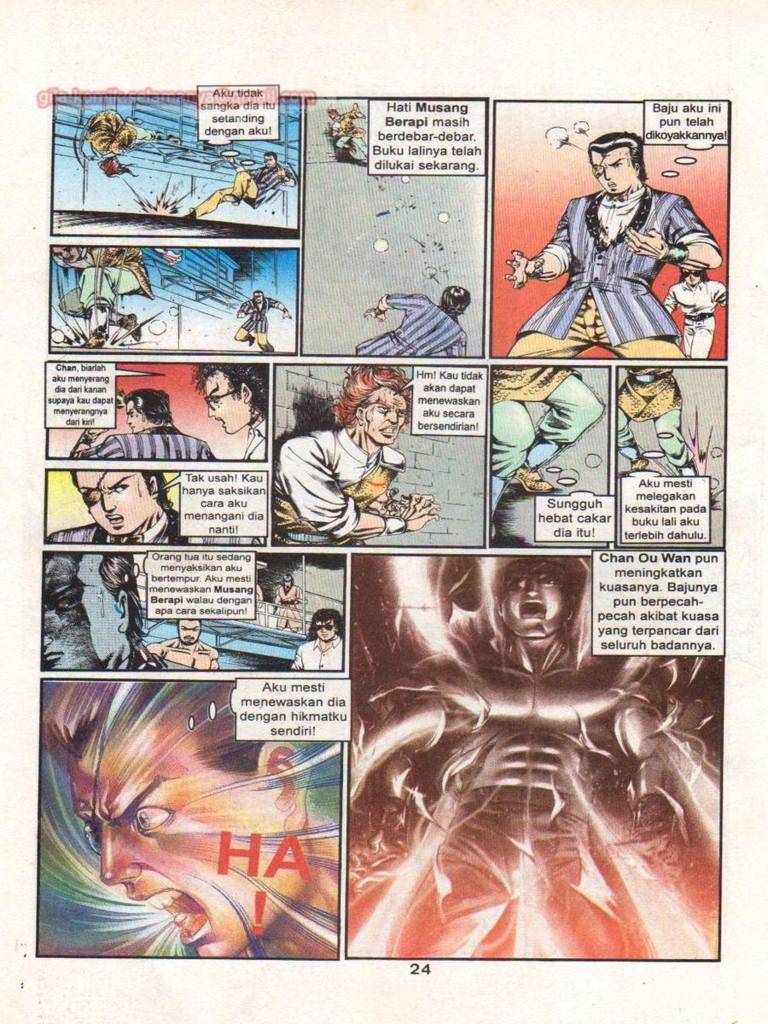 Aku tidak
sangka dia itu
setanding
dengan aku!
Hati Musang
Berapi masih
berdebar-debar.
Buku lalinya telah
dilukai sekarang.
Baju aku ini
pun telah
dikoyakkannya!
Chan, biarlah
aku menyerang
dia dari kanan
supaya kau dapat
menyerangnya
dari kiri!
Hm! Kau tidak
akan dapat
menewaskan
aku secara
bersendirian!
Tak usah! Kau
hanya saksikan
cara aku
menangani dia
nanti!
Sungguh
hebat cakar
dia itu!
Aku mesti
melegakan
kesakitan pada
buku lali aku
terlebih dahulu.
Orang tua itu sedang
menyaksikan aku
bertempur. Aku mesti
menewaskan Musang
Berapi walau dengan
apa cara sekalipun!
Chan Ou Wan pun
meningkatkan
kuasanya. Bajunya
pun berpecah-
pecah akibat kuasa
yang terpancar dari
seluruh badannya.
Aku mesti
menewaskan dia
dengan hikmatku
sendiri!
HA
!
24